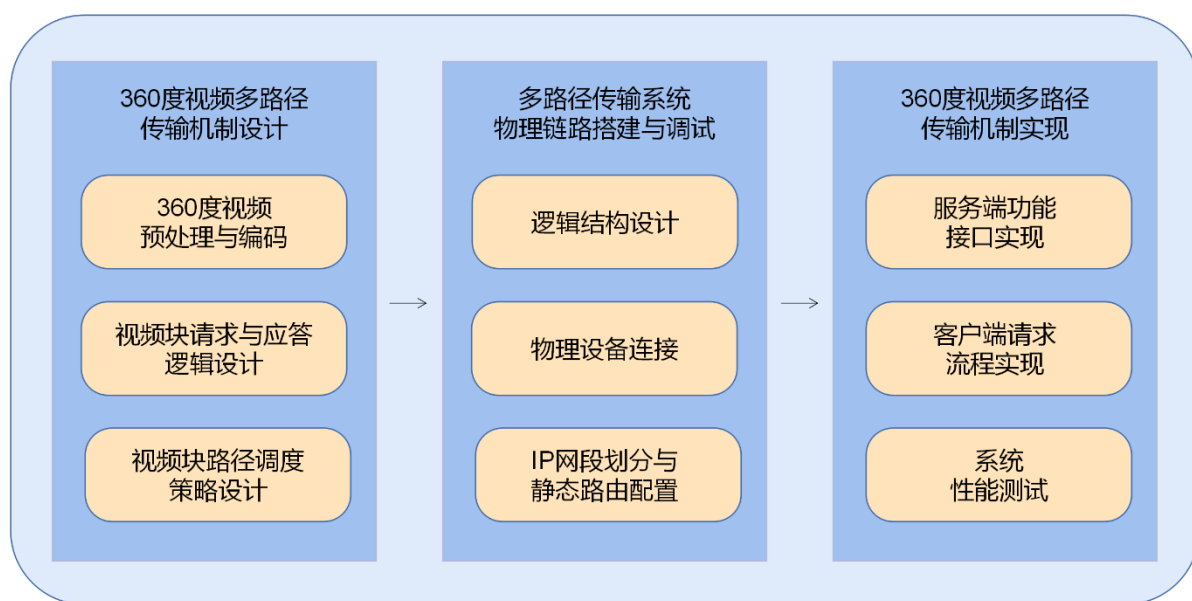 360度视频多路径
传输机制设计
360度视频
预处理与编码
视频块请求与应答
逻辑设计
视频块路径调度
策略设计
多路径传输系统
物理链路搭建与调试
逻辑结构设计
物理设备连接
IP网段划分与
静态路由配置
360度视频多路径
传输机制实现
服务端功能
接口实现
客户端请求
流程实现
系统
性能测试